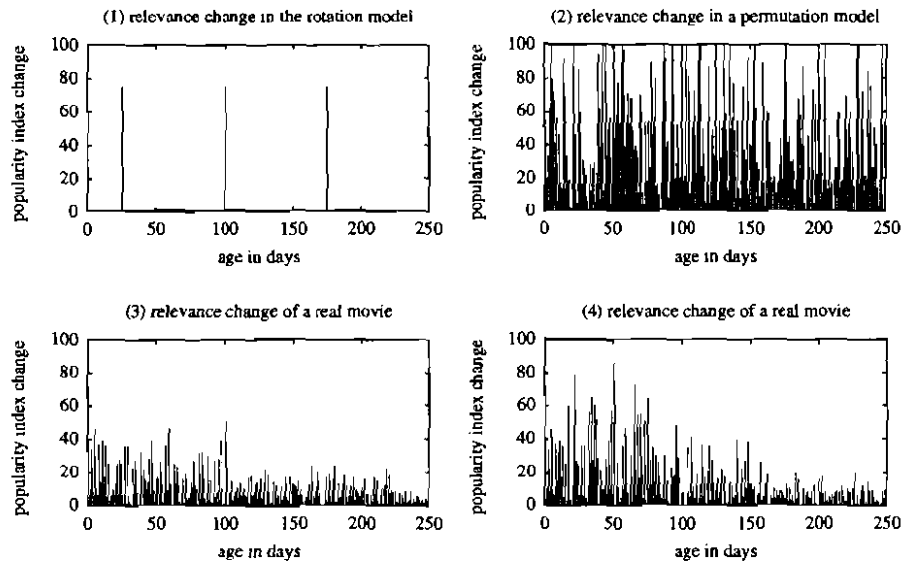 (1) relevance change in the rotation model
popularity index change
100
80
60
40
20
0
0 50 100 150 200 250
age in days
(2) relevance change in a permutation model
popularity index change
100
80
60
40
20
0
0 50 100 150 200 250
age in days
(3) relevance change of a real movie
popularity index change
100
80
60
40
20
0
0 50 100 150 200 250
age in days
(4) relevance change of a real movie
popularity index change
100
80
60
40
20
0
0 50 100 150 200 250
age in days